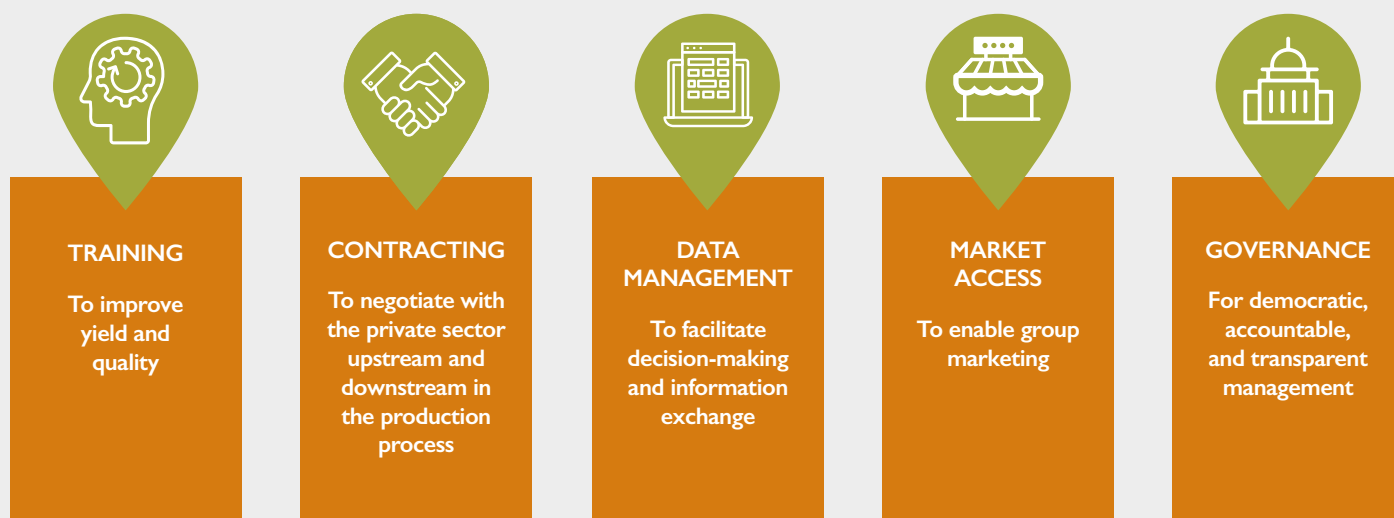 TRAINING
To improve
yield and
quality
CONTRACTING
To negotiate with
the private sector
upstream and
downstream in
the production
process
DATA
MANAGEMENT
To facilitate
decision-making
and information
exchange
MARKET
ACCESS
To enable group
marketing
GOVERNANCE
For democratic,
accountable,
and transparent
management